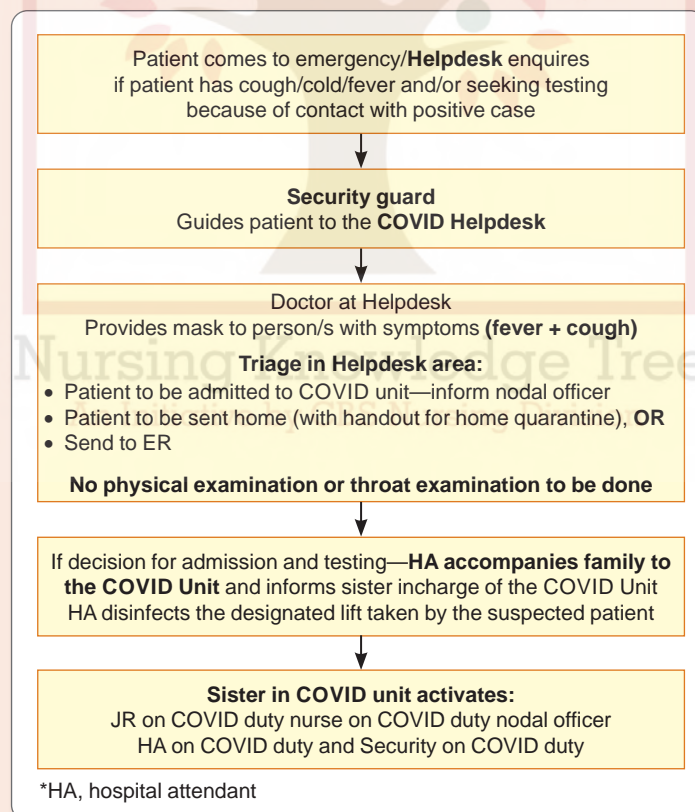 Patient comes to emergency/Helpdesk enquires
if patient has cough/cold/fever and/or seeking testing
because of contact with positive case
Security guard
Guides patient to the COVID Helpdesk
Doctor at Helpdesk
Provides mask to person/s with symptoms (fever + cough)
Nursing Knowledge Tree
Triage in Helpdesk area:
• Patient to be admitted to COVID unit—inform nodal officer
• Patient to be sent home (with handout for home quarantine), OR
• Send to ER
No physical examination or throat examination to be done
If decision for admission and testing—HA accompanies family to
the COVID Unit and informs sister incharge of the COVID Unit
HA disinfects the designated lift taken by the suspected patient
Sister in COVID unit activates:
JR on COVID duty nurse on COVID duty nodal officer
HA on COVID duty and Security on COVID duty
*HA, hospital attendant